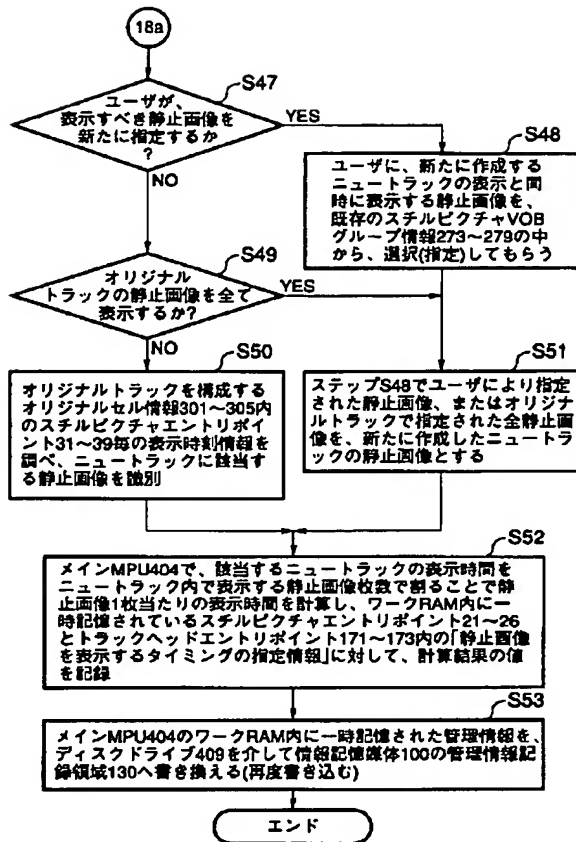 18a
S47
ユーザが、
表示すべき静止画像を
新たに指定するか
?
YES
NO
S48
ユーザに、新たに作成する
ニュートラックの表示と同
時に表示する静止画像を、
既存のスチルピクチャVOB
グループ情報273~279の中
から、選択(指定)してもらう
S49
オリジナル
トラックの静止画像を全て
表示するか?
YES
NO
S50
オリジナルトラックを構成する
オリジナルセル情報301~305内
のスチルピクチャエントリポイ
ント31~39毎の表示時刻情報を
調べ、ニュートラックに該当す
る静止画像を識別
S51
ステップS48でユーザにより指定
された静止画像、またはオリジナ
ルトラックで指定された全静止画
像を、新たに作成したニュートラ
ックの静止画像とする
S52
メインMPU404で、該当するニュートラックの表示時間を
ニュートラック内で表示する静止画像枚数で割ることで静
止画像1枚当たりの表示時間を計算し、ワークRAM内に一
時記憶されているスチルピクチャエントリポイント21~26
とトラックヘッドエントリポイント171~173内の「静止画像
を表示するタイミングの指定情報」に対して、計算結果の値
を記録
S53
メインMPU404のワークRAM内に一時記憶された管理情報を、
ディスクドライブ409を介して情報記憶媒体100の管理情報記
録領域130へ書き換える(再度書き込む)
エンド